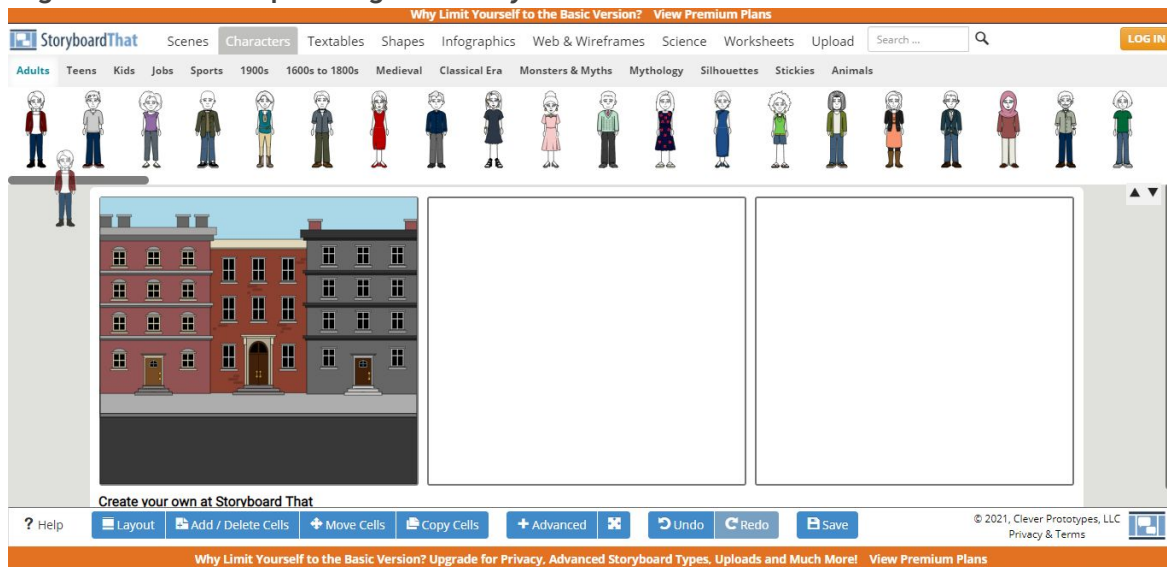 Why Limit Yourself to the Basic Version? View Premium Plans
StoryboardThat Scenes Characters Textables Shapes Infographics Web & Wireframes Science Worksheets Upload Search ... LOG IN
Adults Teens Kids Jobs Sports 1900s 1600s to 1800s Medieval Classical Era Monsters & Myths Mythology Silhouettes Stickies Animals
Create your own at Storyboard That
? Help Layout Add / Delete Cells Move Cells Copy Cells + Advanced Undo Redo Save © 2021, Clever Prototypes, LLC
Privacy & Terms
Why Limit Yourself to the Basic Version? Upgrade for Privacy, Advanced Storyboard Types, Uploads and Much More! View Premium Plans